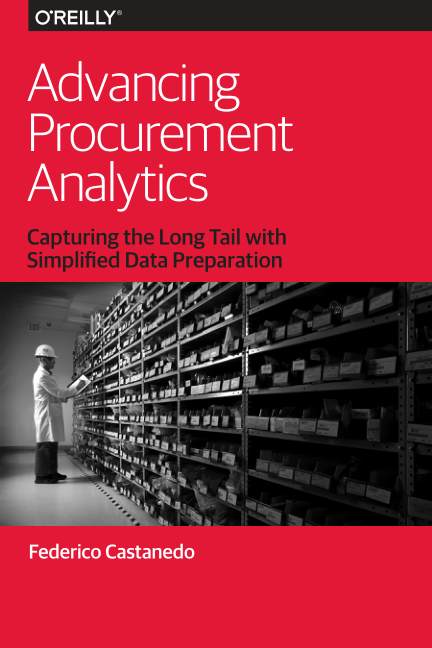 O'REILLY®
Advancing
Procurement
Analytics
Capturing the Long Tail with
Simplified Data Preparation
Federico Castanedo